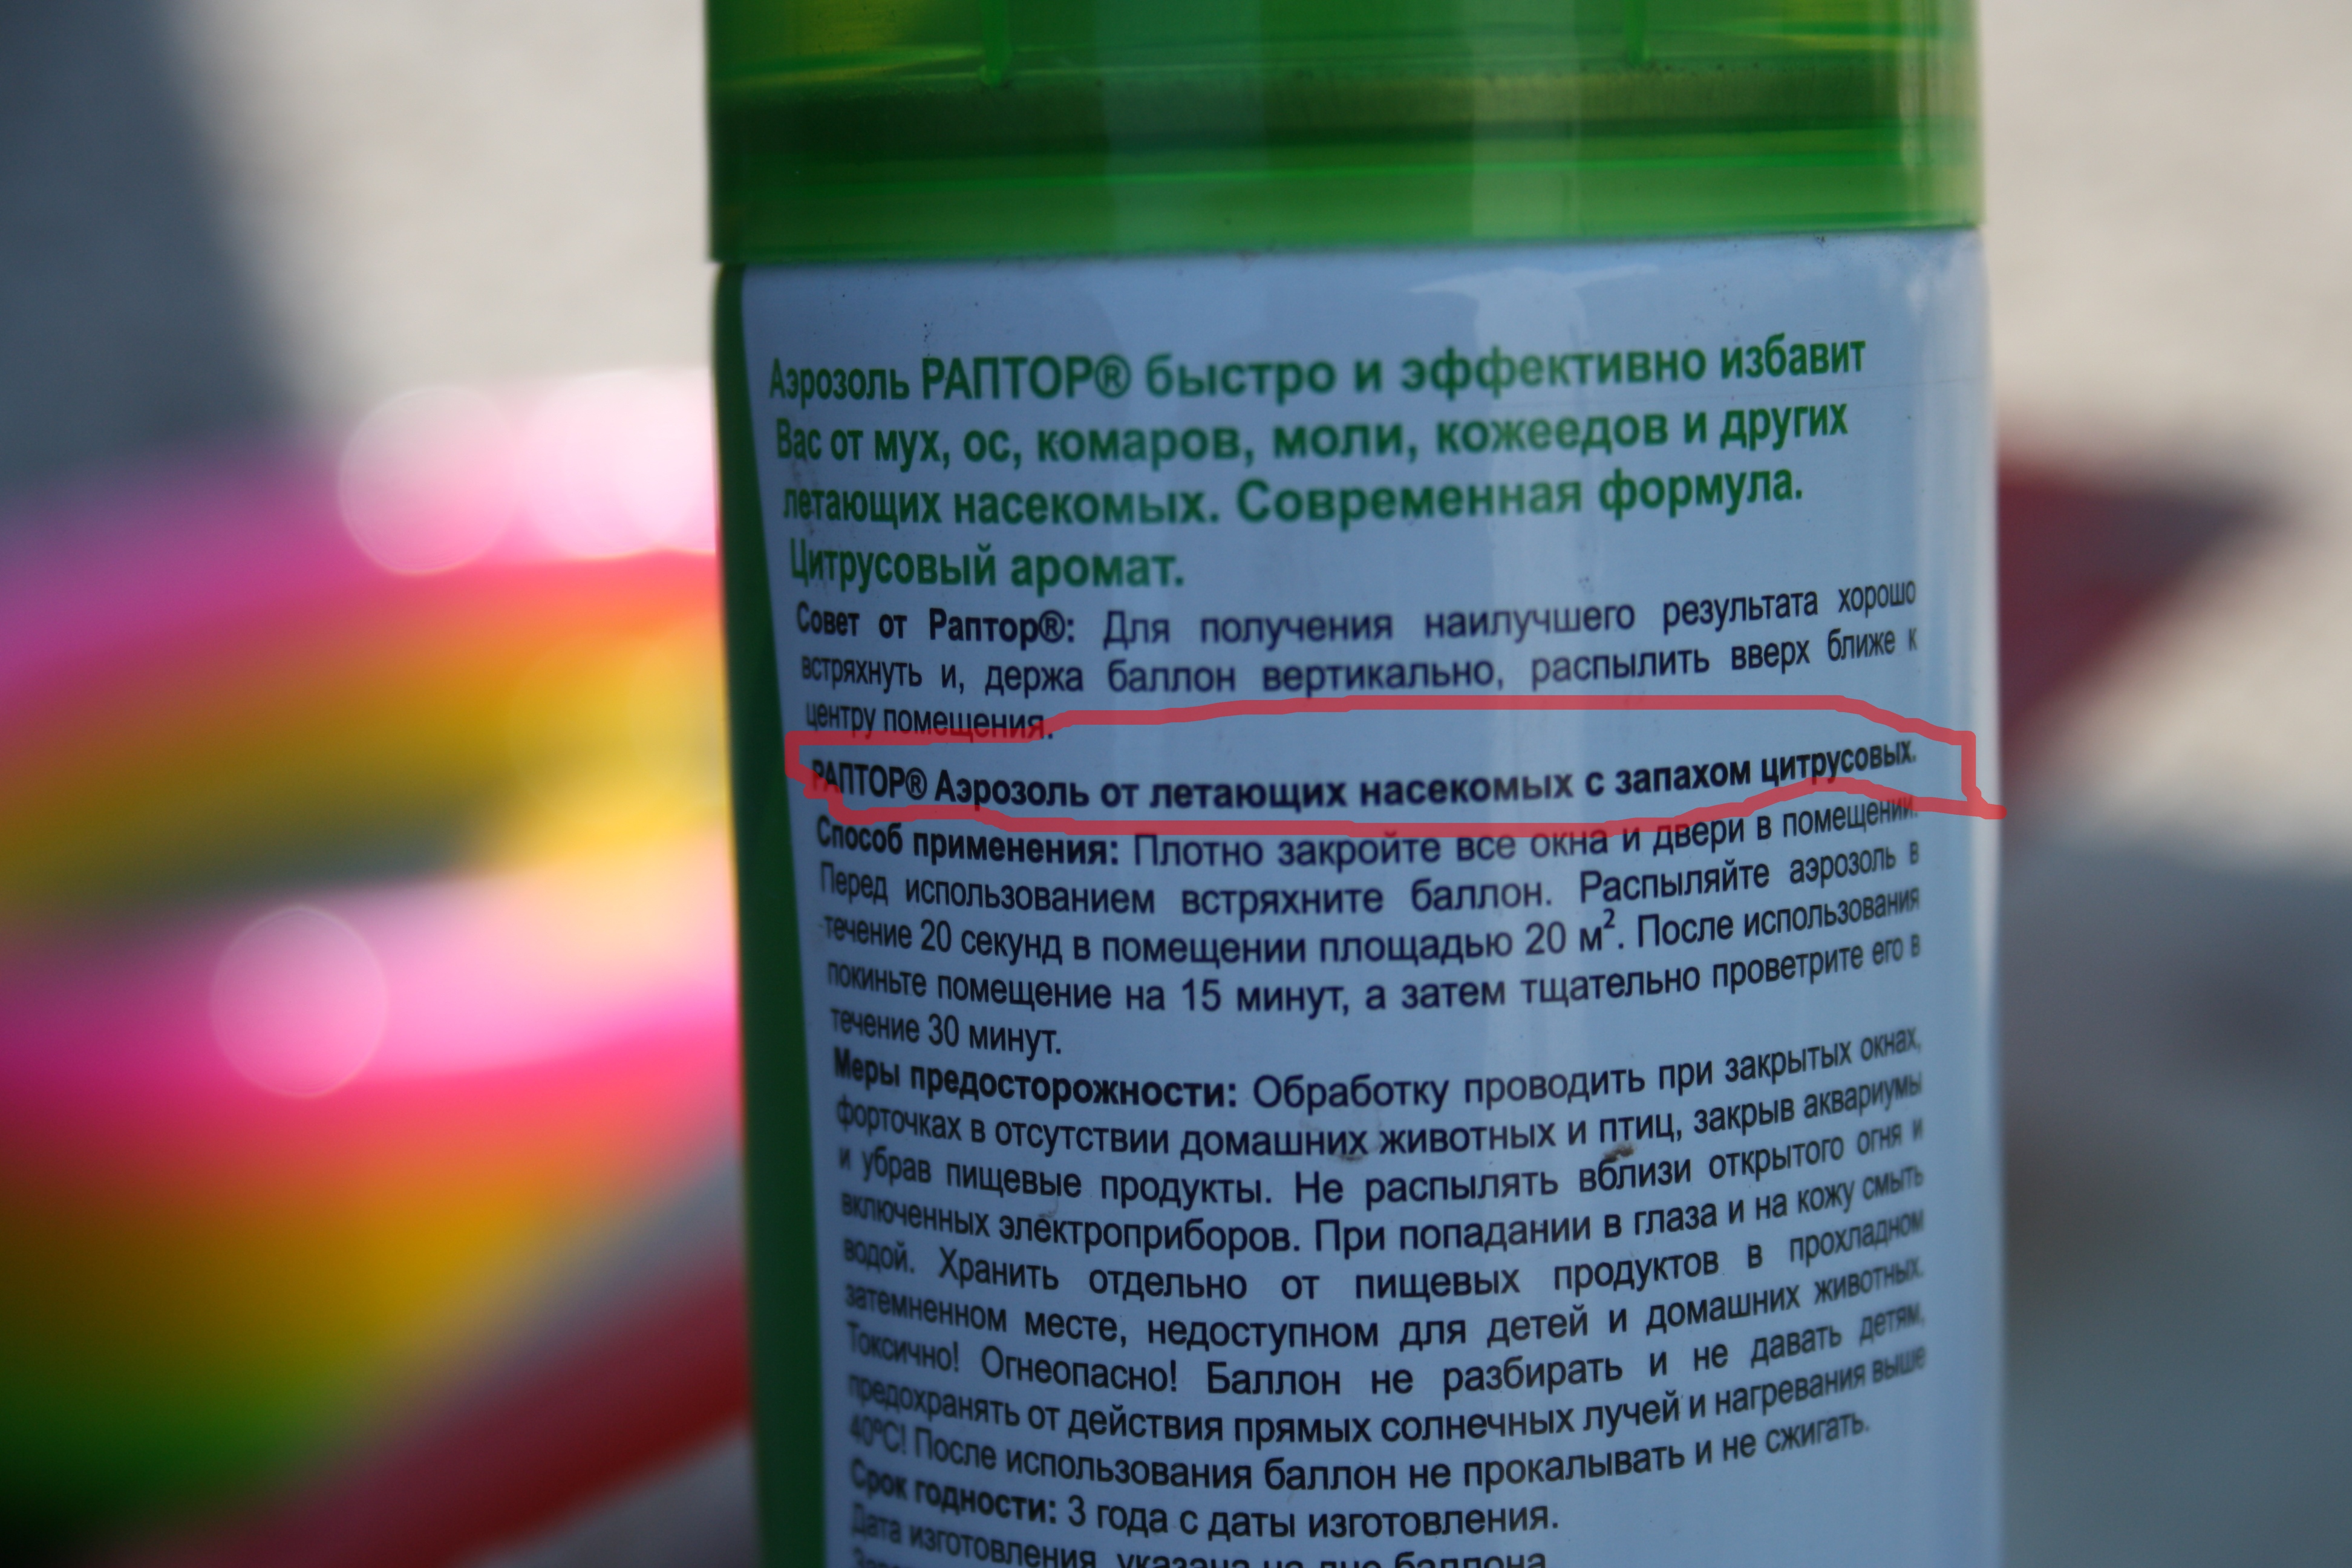 Аэрозоль РАПТОР® быстро и эффективно избавит
Вас от мух, ос, комаров, моли, кожеедов и других
летающих насекомых. Современная формула.
Цитрусовый аромат.
Совет от Раптор®: Для получения наилучшего результата хорошо
встряхнуть и, держа баллон вертикально, распылить вверх ближе к
центру помещения.
РАПТОР® Аэрозоль от летающих насекомых с запахом цитрусовых.
Способ применения: Плотно закройте все окна и двери в помещении.
Перед использованием встряхните баллон. Распыляйте аэрозоль в
течение 20 секунд в помещении площадью 20 м². После использования
покиньте помещение на 15 минут, а затем тщательно проветрите его в
течение 30 минут.
Меры предосторожности: Обработку проводить при закрытых окнах,
форточках в отсутствии домашних животных и птиц, закрыв аквариумы
и убрав пищевые продукты. Не распылять вблизи открытого огня и
включенных электроприборов. При попадании в глаза и на кожу смыть
водой. Хранить отдельно от пищевых продуктов в прохладном
затемненном месте, недоступном для детей и домашних животных.
Токсично! Огнеопасно! Баллон не разбирать и не давать детям,
предохранять от действия прямых солнечных лучей и нагревания выше
40ºС! После использования баллон не прокалывать и не сжигать.
Срок годности: 3 года с даты изготовления.
Дата изготовления указана на дне баллона.